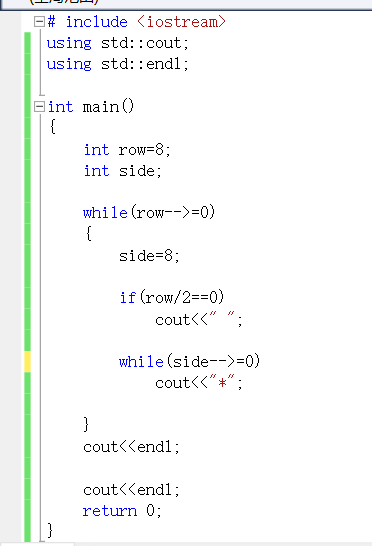 # include <iostream>
using std::cout;
using std::endl;
int main()
{
int row=8;
int side;
while(row-->=0)
{
side=8;
if(row/2==0)
cout<<" ";
while(side-->=0)
cout<<"*";
}
cout<<endl;
cout<<endl;
return 0;
}